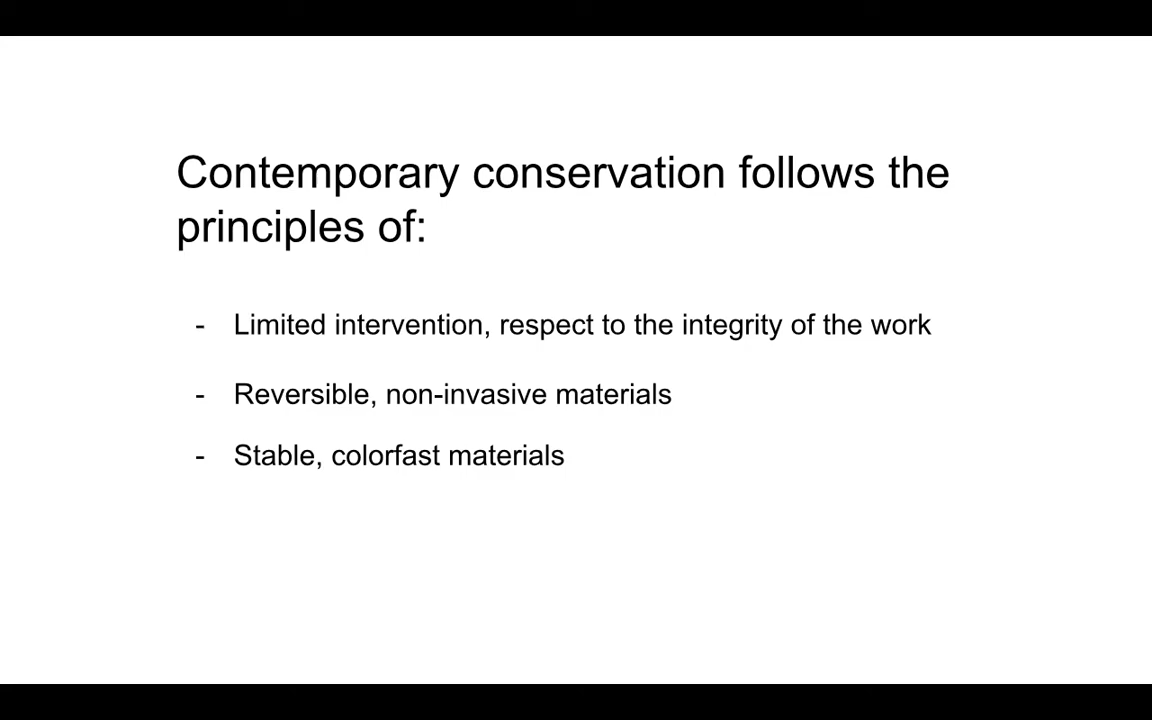 Contemporary conservation follows the
principles of:
- Limited intervention, respect to the integrity of the work
- Reversible, non-invasive materials
- Stable, colorfast materials